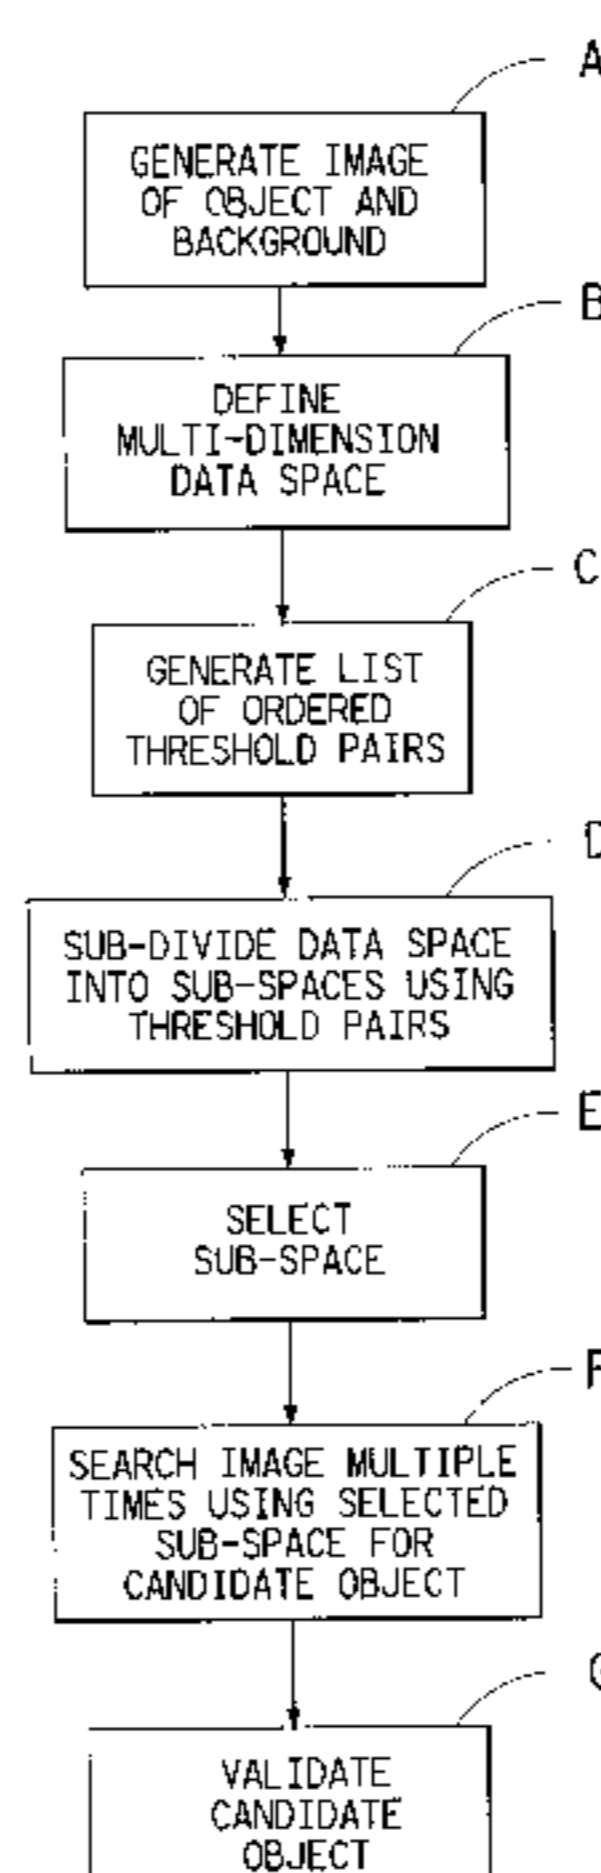 A
GENERATE IMAGE
OF OBJECT AND
BACKGROUND
B
DEFINE
MULTI-DIMENSION
DATA SPACE
C
GENERATE LIST
OF ORDERED
THRESHOLD PAIRS
D
SUB-DIVIDE DATA SPACE
INTO SUB-SPACES USING
THRESHOLD PAIRS
E
SELECT
SUB-SPACE
F
SEARCH IMAGE MULTIPLE
TIMES USING SELECTED
SUB-SPACE FOR
CANDIDATE OBJECT
G
VALIDATE
CANDIDATE
OBJECT